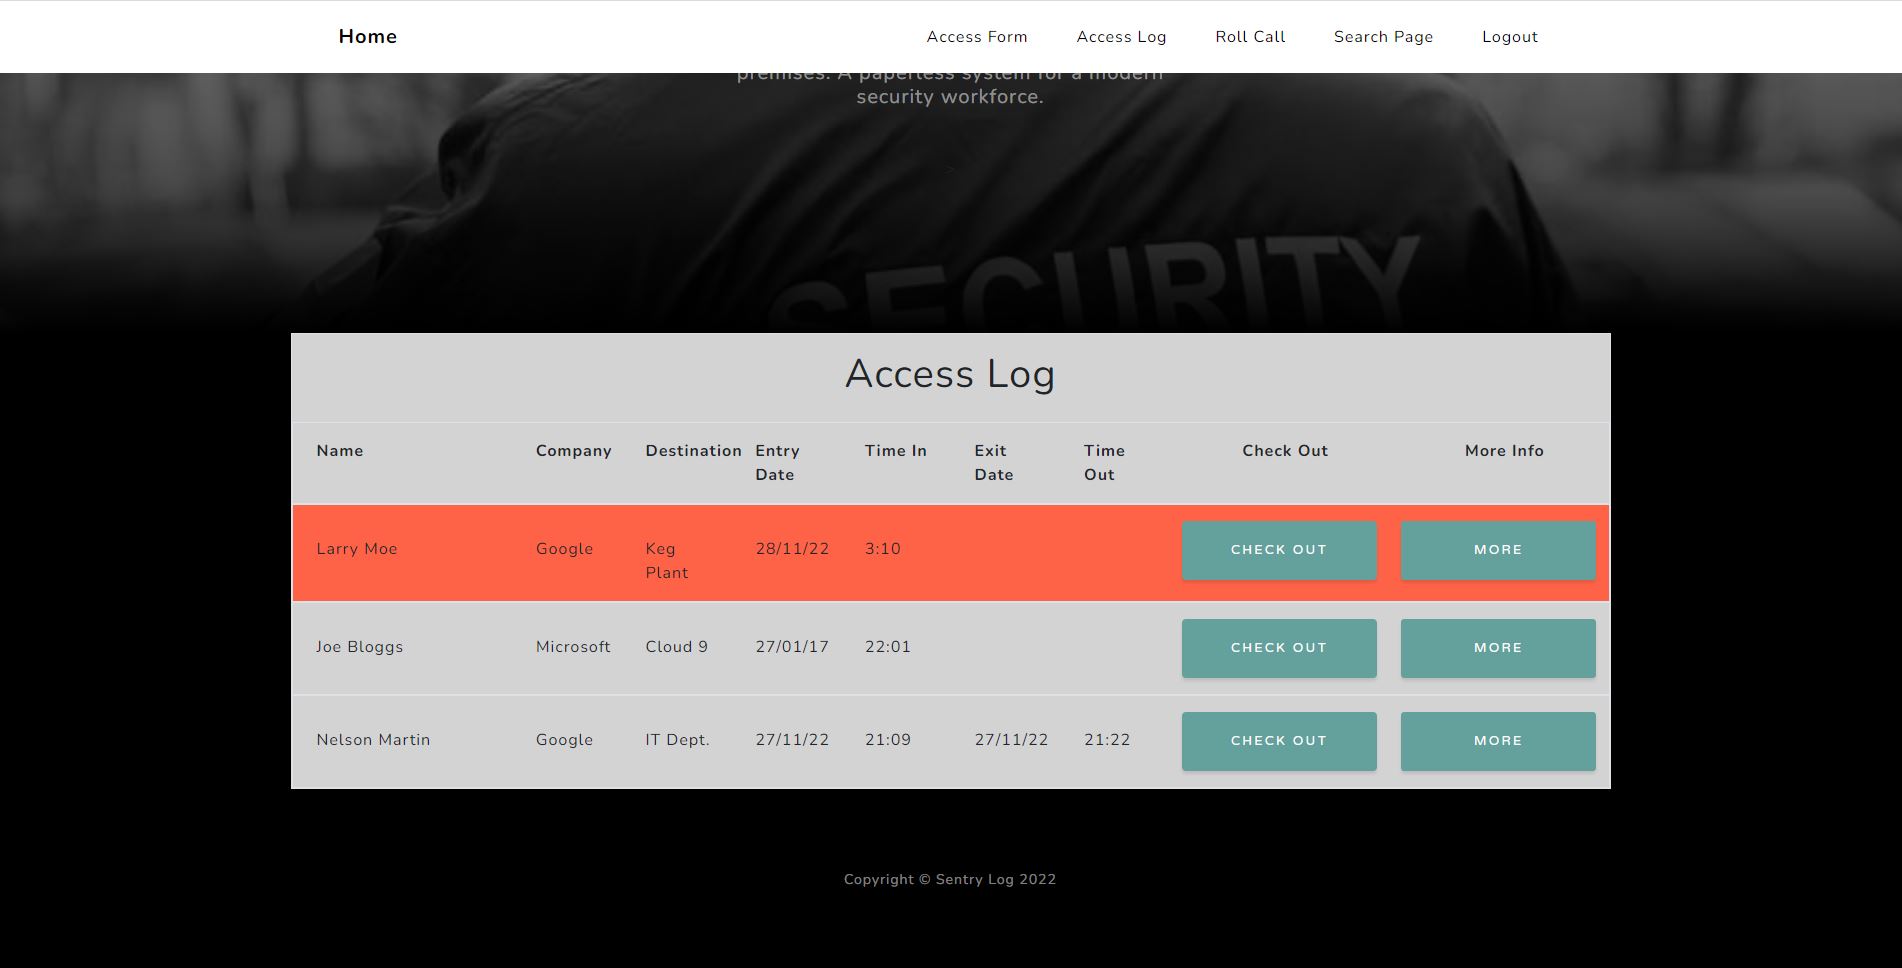 Home
Access Form
Access Log
Roll Call
Search Page
Logout
premises. A paperless system for a modern
security workforce.
>
SECURITY
Access Log
Name
Company
Destination
Entry
Date
Time In
Exit
Date
Time
Out
Check Out
More Info
Larry Moe
Google
Keg
Plant
28/11/22
3:10
CHECK OUT
MORE
Joe Bloggs
Microsoft
Cloud 9
27/01/17
22:01
CHECK OUT
MORE
Nelson Martin
Google
IT Dept.
27/11/22
21:09
27/11/22
21:22
CHECK OUT
MORE
Copyright © Sentry Log 2022